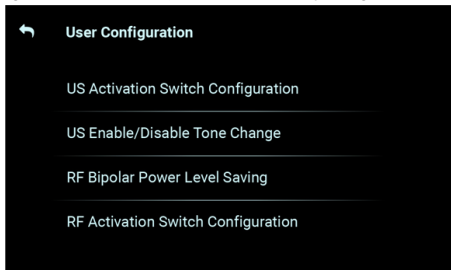 User Configuration
US Activation Switch Configuration
US Enable/Disable Tone Change
RF Bipolar Power Level Saving
RF Activation Switch Configuration